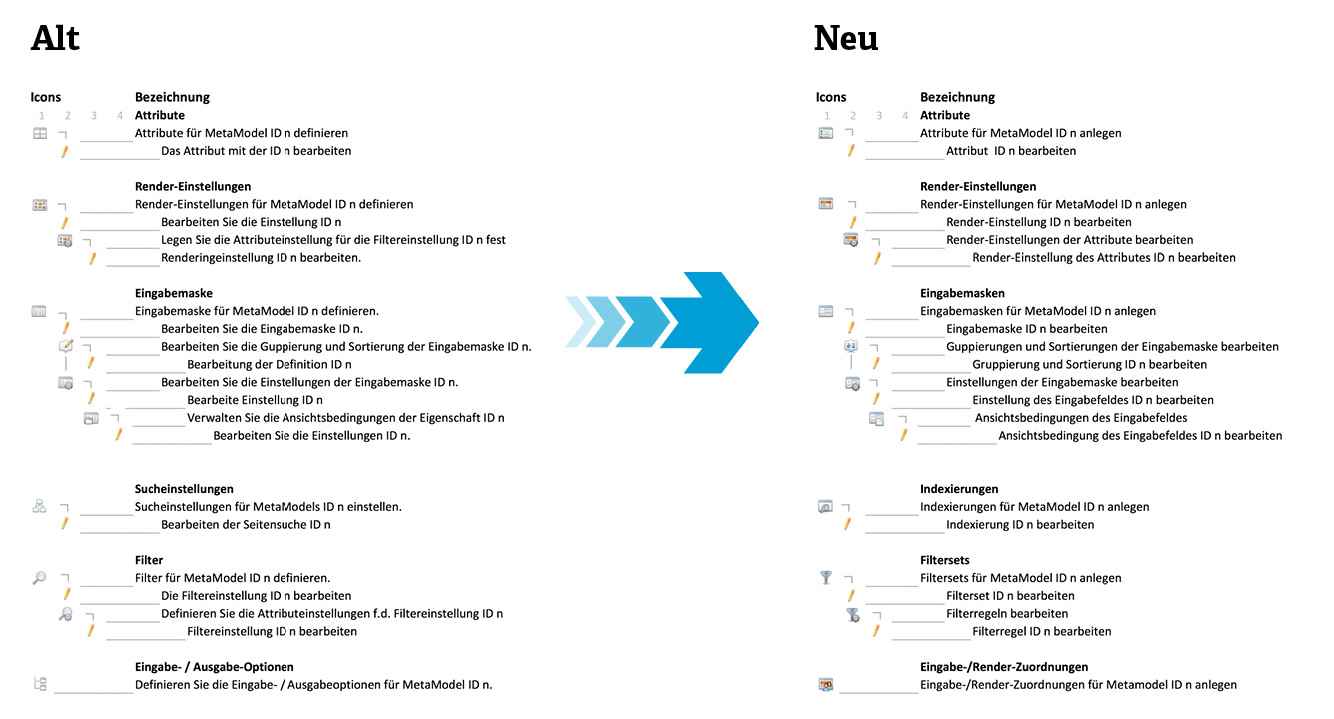 Alt
Icons Bezeichnung
1 2 3 4 Attribute
Attribute für MetaModel ID n definieren
Das Attribut mit der ID n bearbeiten
Render-Einstellungen
Render-Einstellungen für MetaModel ID n definieren
Bearbeiten Sie die Einstellung ID n
Legen Sie die Attributeinstellung für die Filtereinstellung ID n fest
Renderingeinstellung ID n bearbeiten.
Eingabemaske
Eingabemaske für MetaModel ID n definieren.
Bearbeiten Sie die Eingabemaske ID n.
Bearbeiten Sie die Guppierung und Sortierung der Eingabemaske ID n.
Bearbeitung der Definition ID n
Bearbeiten Sie die Einstellungen der Eingabemaske ID n.
Bearbeite Einstellung ID n
Verwalten Sie die Ansichtsbedingungen der Eigenschaft ID n
Bearbeiten Sie die Einstellungen ID n.
Sucheinstellungen
Sucheinstellungen für MetaModels ID n einstellen.
Bearbeiten der Seitensuche ID n
Filter
Filter für MetaModel ID n definieren.
Die Filtereinstellung ID n bearbeiten
Definieren Sie die Attributeinstellungen f.d. Filtereinstellung ID n
Filtereinstellung ID n bearbeiten
Eingabe- / Ausgabe-Optionen
Definieren Sie die Eingabe- / Ausgabeoptionen für MetaModel ID n.
Neu
Icons Bezeichnung
1 2 3 4 Attribute
Attribute für MetaModel ID n anlegen
Attribut ID n bearbeiten
Render-Einstellungen
Render-Einstellungen für MetaModel ID n anlegen
Render-Einstellung ID n bearbeiten
Render-Einstellungen der Attribute bearbeiten
Render-Einstellung des Attributes ID n bearbeiten
Eingabemasken
Eingabemasken für MetaModel ID n anlegen
Eingabemaske ID n bearbeiten
Guppierungen und Sortierungen der Eingabemaske bearbeiten
Gruppierung und Sortierung ID n bearbeiten
Einstellungen der Eingabemaske bearbeiten
Einstellung des Eingabefeldes ID n bearbeiten
Ansichtsbedingungen des Eingabefeldes
Ansichtsbedingung des Eingabefeldes ID n bearbeiten
Indexierungen
Indexierungen für MetaModel ID n anlegen
Indexierung ID n bearbeiten
Filtersets
Filtersets für MetaModel ID n anlegen
Filterset ID n bearbeiten
Filterregeln bearbeiten
Filterregel ID n bearbeiten
Eingabe-/Render-Zuordnungen
Eingabe-/Render-Zuordnungen für Metamodel ID n anlegen